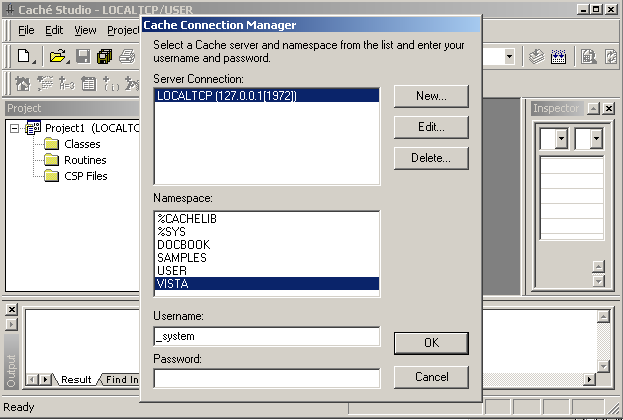 Caché Studio - LOCALTCP/USER
File Edit View Project
Cache Connection Manager
Select a Cache server and namespace from the list and enter your
username and password.
Server Connection:
LOCALTCP (127.0.0.1[1972])
New...
Edit...
Delete...
Namespace:
%CACHELIB
%SYS
DOCBOOK
SAMPLES
USER
VISTA
Username:
_system
Password:
OK
Cancel
Project
Project1 (LOCALTC
Classes
Routines
CSP Files
Inspector
Output
Result Find In
Ready